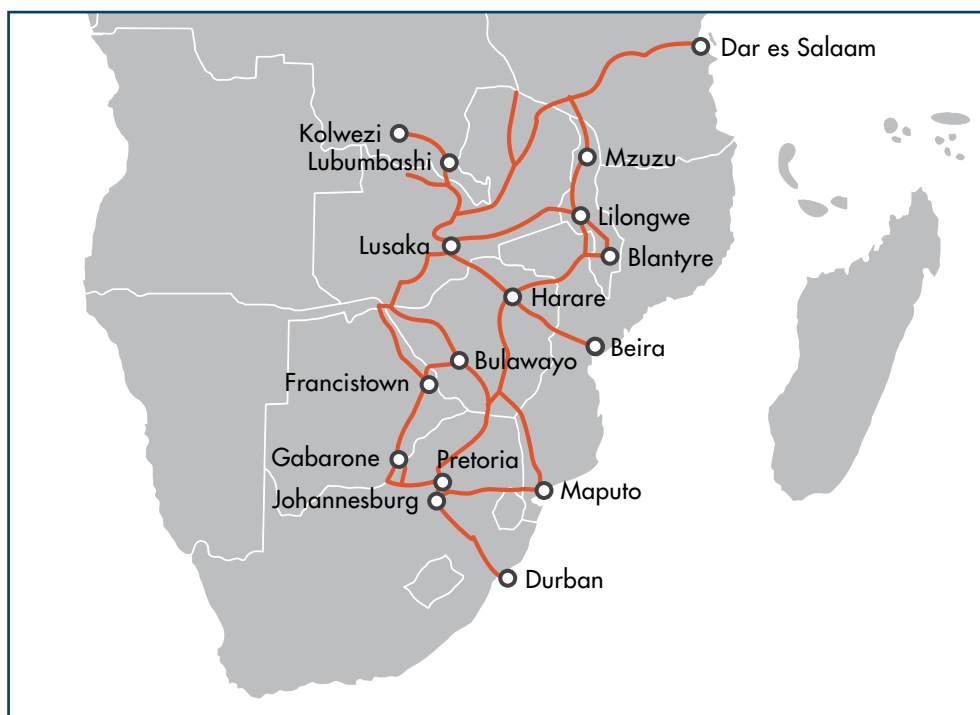 Dar es Salaam
Kolwezi
Lubumbashi
Mzuzu
Lilongwe
Lusaka
Blantyre
Harare
Beira
Bulawayo
Francistown
Gabarone
Pretoria
Johannesburg
Maputo
Durban